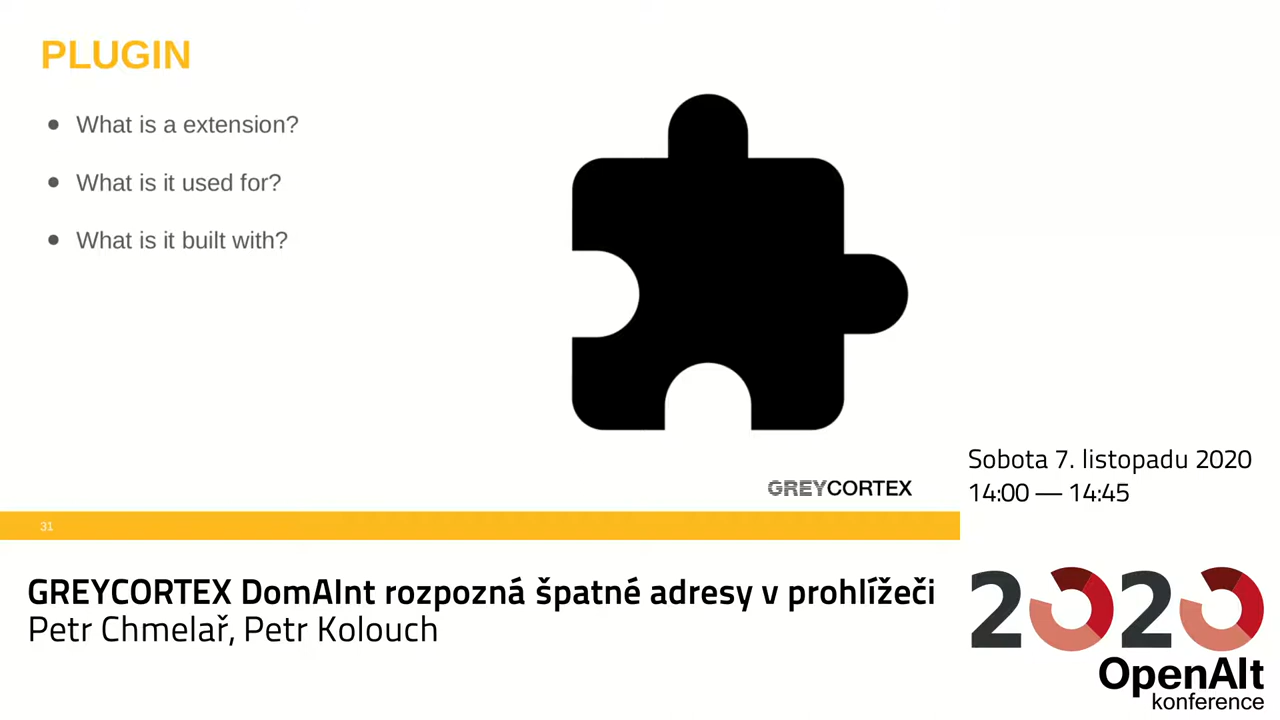 PLUGIN
What is a extension?
What is it used for?
What is it built with?
GREYCORTEX
31
Sobota 7. listopadu 2020
14:00 — 14:45
GREYCORTEX DomAInt rozpozná špatné adresy v prohlížeči
Petr Chmelař, Petr Kolouch
2020
OpenAlt
konference